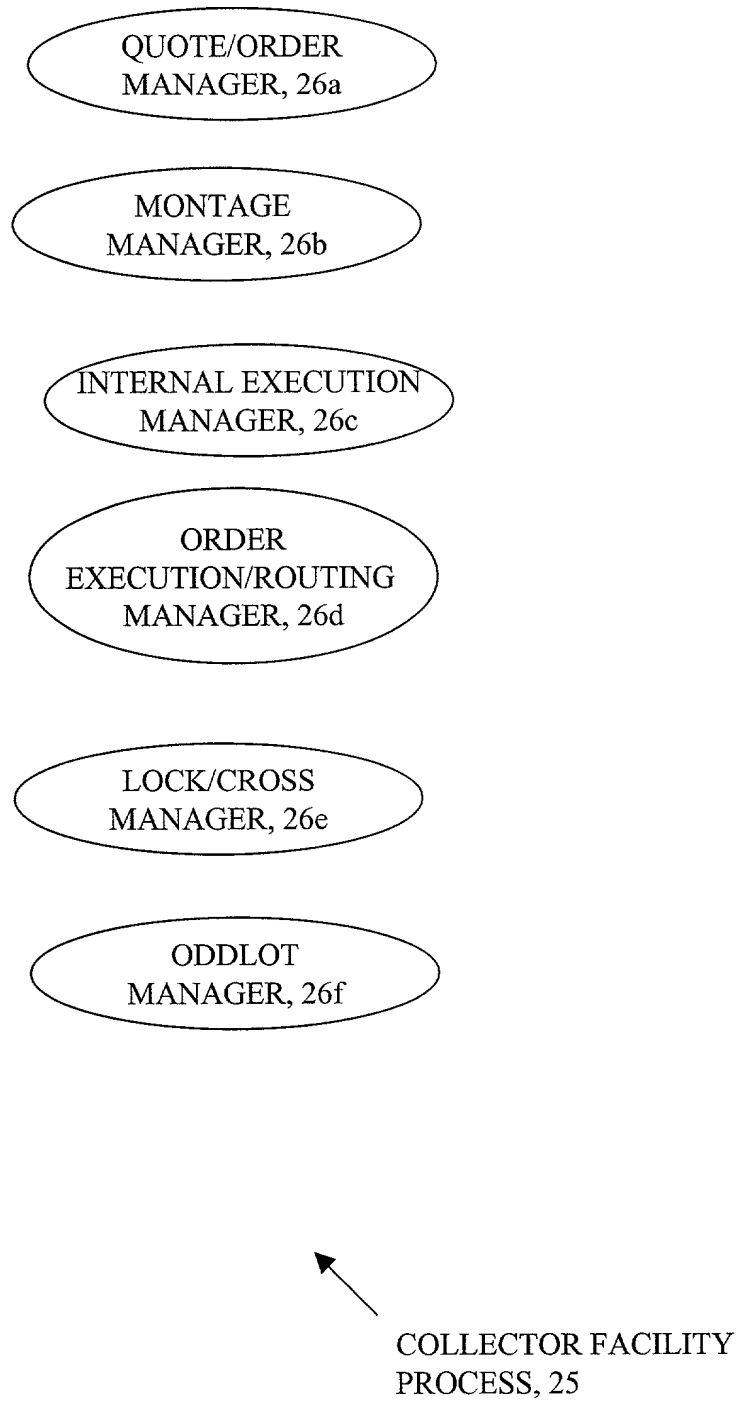 QUOTE/ORDER
MANAGER, 26a
MONTAGE
MANAGER, 26b
INTERNAL EXECUTION
MANAGER, 26c
ORDER
EXECUTION/ROUTING
MANAGER, 26d
LOCK/CROSS
MANAGER, 26e
ODDLOT
MANAGER, 26f
COLLECTOR FACILITY
PROCESS, 25